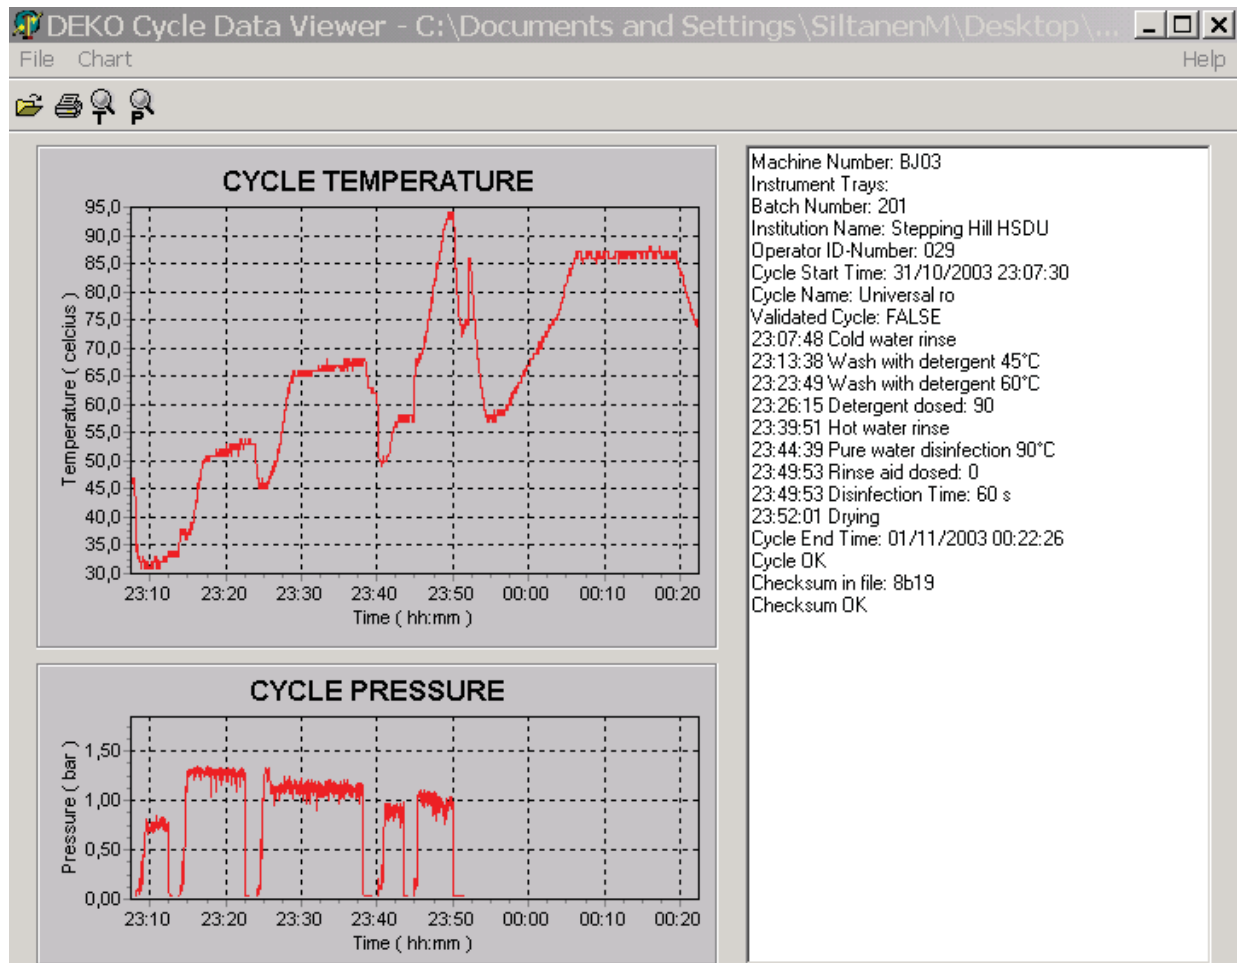 DEKO Cycle Data Viewer - C:\Documents and Settings\SiltanenM\Desktop\...
File Chart Help
T P
CYCLE TEMPERATURE
Temperature ( celcius )
95,0
90,0
85,0
80,0
75,0
70,0
65,0
60,0
55,0
50,0
45,0
40,0
35,0
30,0
23:10 23:20 23:30 23:40 23:50 00:00 00:10 00:20
Time ( hh:mm )
CYCLE PRESSURE
Pressure ( bar )
1,50
1,00
0,50
0,00
23:10 23:20 23:30 23:40 23:50 00:00 00:10 00:20
Time ( hh:mm )
Machine Number: BJ03
Instrument Trays:
Batch Number: 201
Institution Name: Stepping Hill HSDU
Operator ID-Number: 029
Cycle Start Time: 31/10/2003 23:07:30
Cycle Name: Universal ro
Validated Cycle: FALSE
23:07:48 Cold water rinse
23:13:38 Wash with detergent 45°C
23:23:49 Wash with detergent 60°C
23:26:15 Detergent dosed: 90
23:39:51 Hot water rinse
23:44:39 Pure water disinfection 90°C
23:49:53 Rinse aid dosed: 0
23:49:53 Disinfection Time: 60 s
23:52:01 Drying
Cycle End Time: 01/11/2003 00:22:26
Cycle OK
Checksum in file: 8b19
Checksum OK